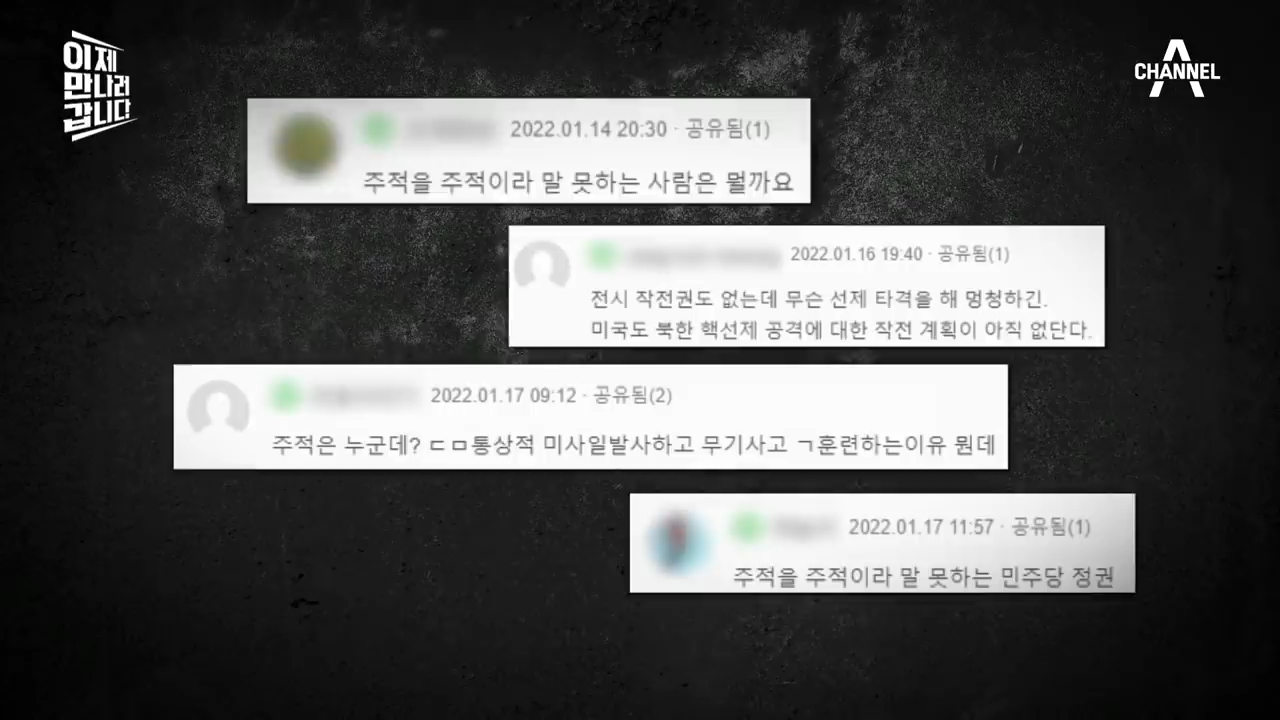 이제
만나러
갑니다
CHANNEL A
2022.01.14 20:30 · 공유됨(1)
주적을 주적이라 말 못하는 사람은 뭘까요
2022.01.16 19:40 · 공유됨(1)
전시 작전권도 없는데 무슨 선제 타격을 해 멍청하긴.
미국도 북한 핵선제 공격에 대한 작전 계획이 아직 없단다.
2022.01.17 09:12 · 공유됨(2)
주적은 누군데? ㄷㅁ통상적 미사일발사하고 무기사고 ㄱ훈련하는이유 뭔데
2022.01.17 11:57 · 공유됨(1)
주적을 주적이라 말 못하는 민주당 정권